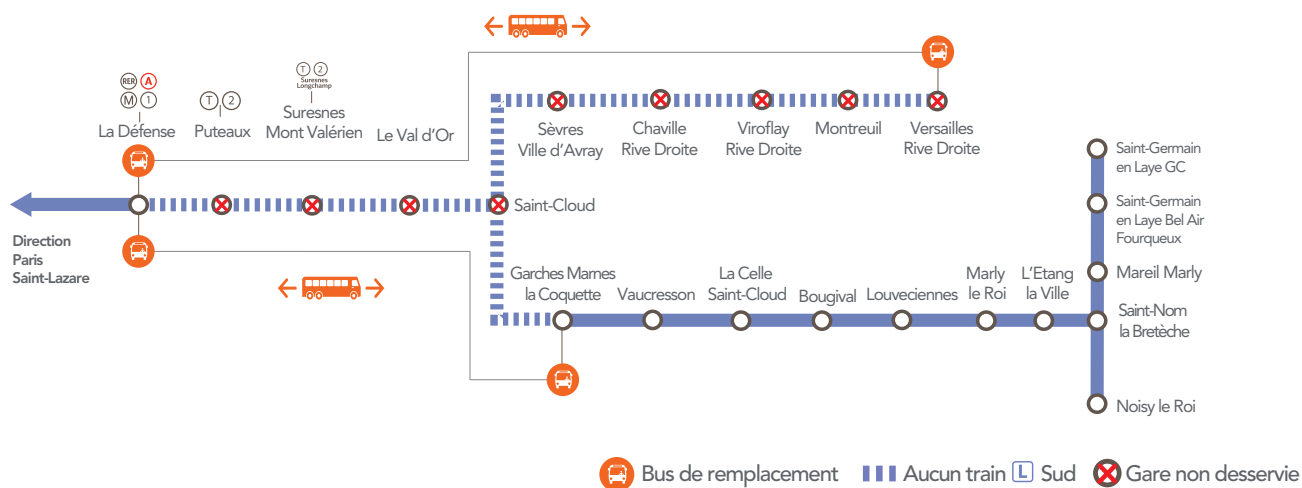 RER A
M 1
La Défense
T 2
Puteaux
T 2
Suresnes
Longchamp
Suresnes
Mont Valérien
Le Val d'Or
Sèvres
Ville d'Avray
Chaville
Rive Droite
Viroflay
Rive Droite
Montreuil
Versailles
Rive Droite
Saint-Cloud
Direction
Paris
Saint-Lazare
Garches Marnes
la Coquette
Vaucresson
La Celle
Saint-Cloud
Bougival
Louveciennes
Marly
le Roi
L'Etang
la Ville
Saint-Germain
en Laye GC
Saint-Germain
en Laye Bel Air
Fourqueux
Mareil Marly
Saint-Nom
la Bretèche
Noisy le Roi
Bus de remplacement
Aucun train L Sud
Gare non desservie